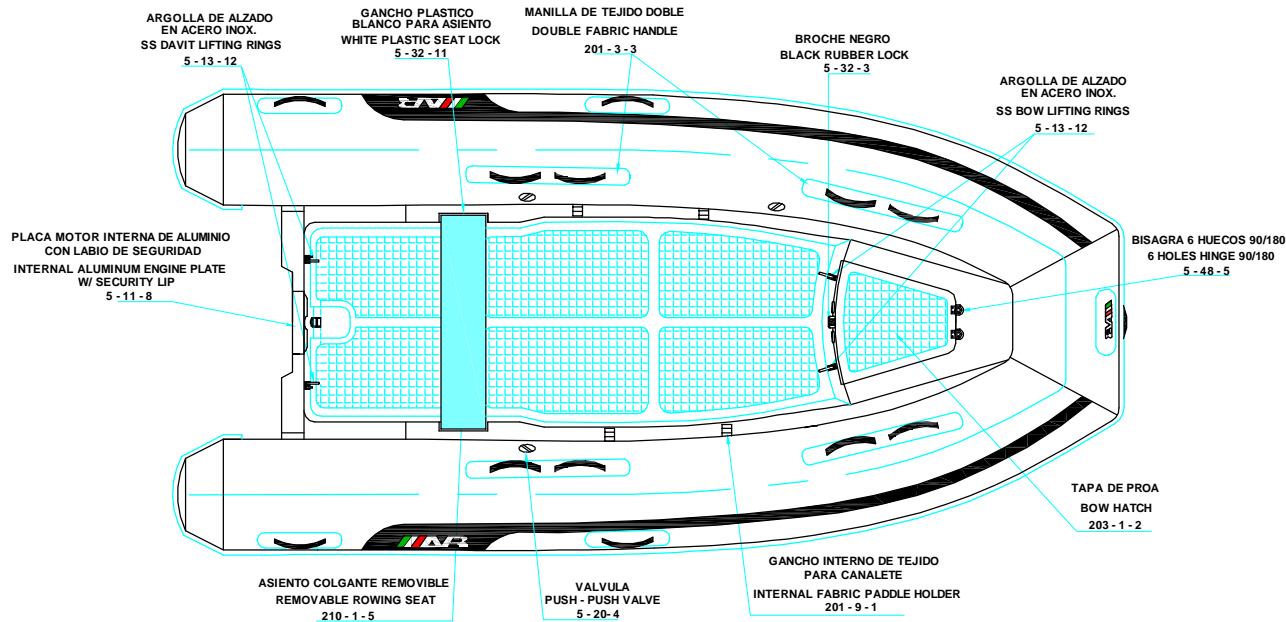 ARGOLLA DE ALZADO
EN ACERO INOX.
SS DAVIT LIFTING RINGS
5 - 13 - 12
GANCHO PLASTICO
BLANCO PARA ASIENTO
WHITE PLASTIC SEAT LOCK
5 - 32 - 11
MANILLA DE TEJIDO DOBLE
DOUBLE FABRIC HANDLE
201 - 3 - 3
BROCHE NEGRO
BLACK RUBBER LOCK
5 - 32 - 3
ARGOLLA DE ALZADO
EN ACERO INOX.
SS BOW LIFTING RINGS
5 - 13 - 12
PLACA MOTOR INTERNA DE ALUMINIO
CON LABIO DE SEGURIDAD
INTERNAL ALUMINUM ENGINE PLATE
W/ SECURITY LIP
5 - 11 - 8
BISAGRA 6 HUECOS 90/180
6 HOLES HINGE 90/180
5 - 48 - 5
TAPA DE PROA
BOW HATCH
203 - 1 - 2
ASIENTO COLGANTE REMOVIBLE
REMOVABLE ROWING SEAT
210 - 1 - 5
VALVULA
PUSH - PUSH VALVE
5 - 20- 4
GANCHO INTERNO DE TEJIDO
PARA CANALETE
INTERNAL FABRIC PADDLE HOLDER
201 - 9 - 1